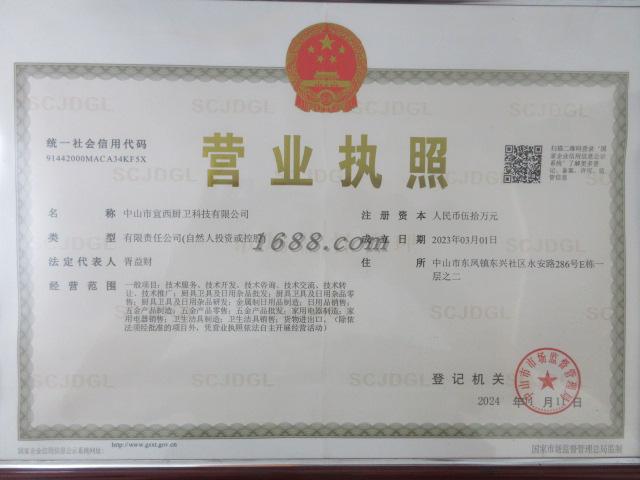 SCJDGL SCJDGL SCJDGL
统一社会信用代码
91442000MACA34KF5X
营业执照
扫描二维码登录“国
家企业信用信息公示
系统”了解更多登
记、备案、许可、监
管信息
名 称 中山市宜西厨卫科技有限公司
注册资本 人民币伍拾万元
类 型 有限责任公司(自然人投资或控股)
成立日期 2023年03月01日
1688.com
法定代表人 胥益财
住 所 中山市东凤镇东兴社区永安路286号E栋一
层之二
经营范围 一般项目：技术服务、技术开发、技术咨询、技术交流、技术转
让、技术推广；厨具卫具及日用杂品批发；厨具卫具及日用杂品零
售；厨具卫具及日用杂品研发；金属制日用品制造；日用品销售；
五金产品制造；五金产品零售；五金产品批发；家用电器制造；家
用电器销售；卫生洁具制造；卫生洁具销售；货物进出口。（除依
法须经批准的项目外，凭营业执照依法自主开展经营活动）
SCJDGL SCJDGL SCJDGL
登记机关
中山市市场监督管理局
2024 年 月 11 日
国家企业信用信息公示系统网址：
http://www.gsxt.gov.cn
国家市场监督管理总局监制